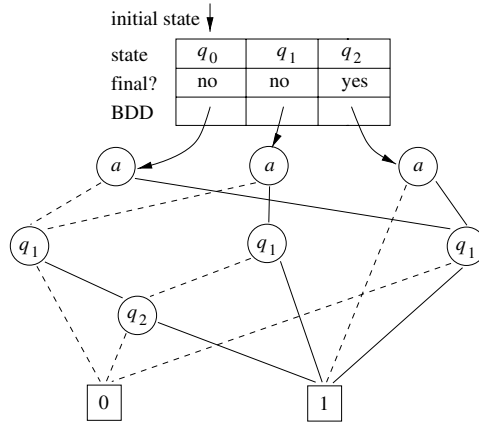 initial state
state q0 q1 q2
final? no no yes
BDD
a a a
q1 q1 q1
q2
0 1